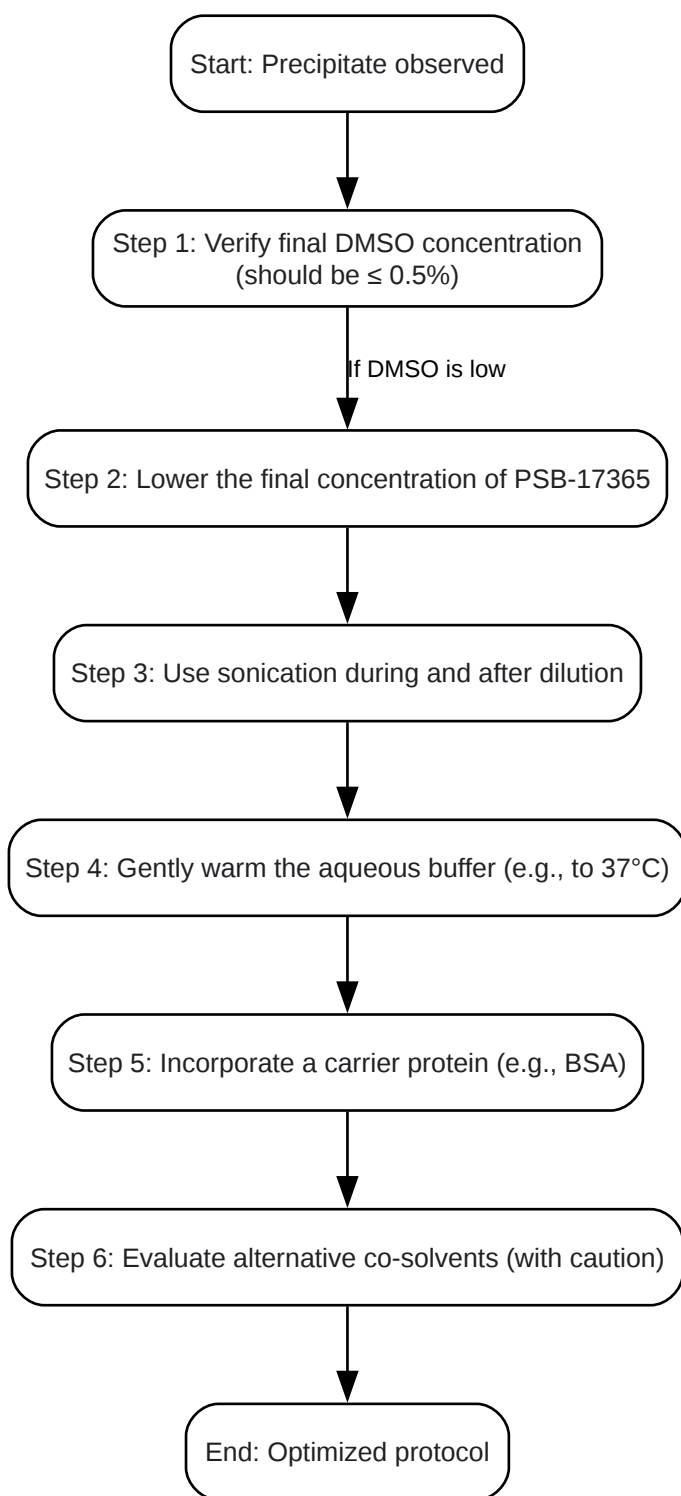 Start: Precipitate observed
Step 1: Verify final DMSO concentration
(should be ≤ 0.5%)
If DMSO is low
Step 2: Lower the final concentration of PSB-17365
Step 3: Use sonication during and after dilution
Step 4: Gently warm the aqueous buffer (e.g., to 37°C)
Step 5: Incorporate a carrier protein (e.g., BSA)
Step 6: Evaluate alternative co-solvents (with caution)
End: Optimized protocol